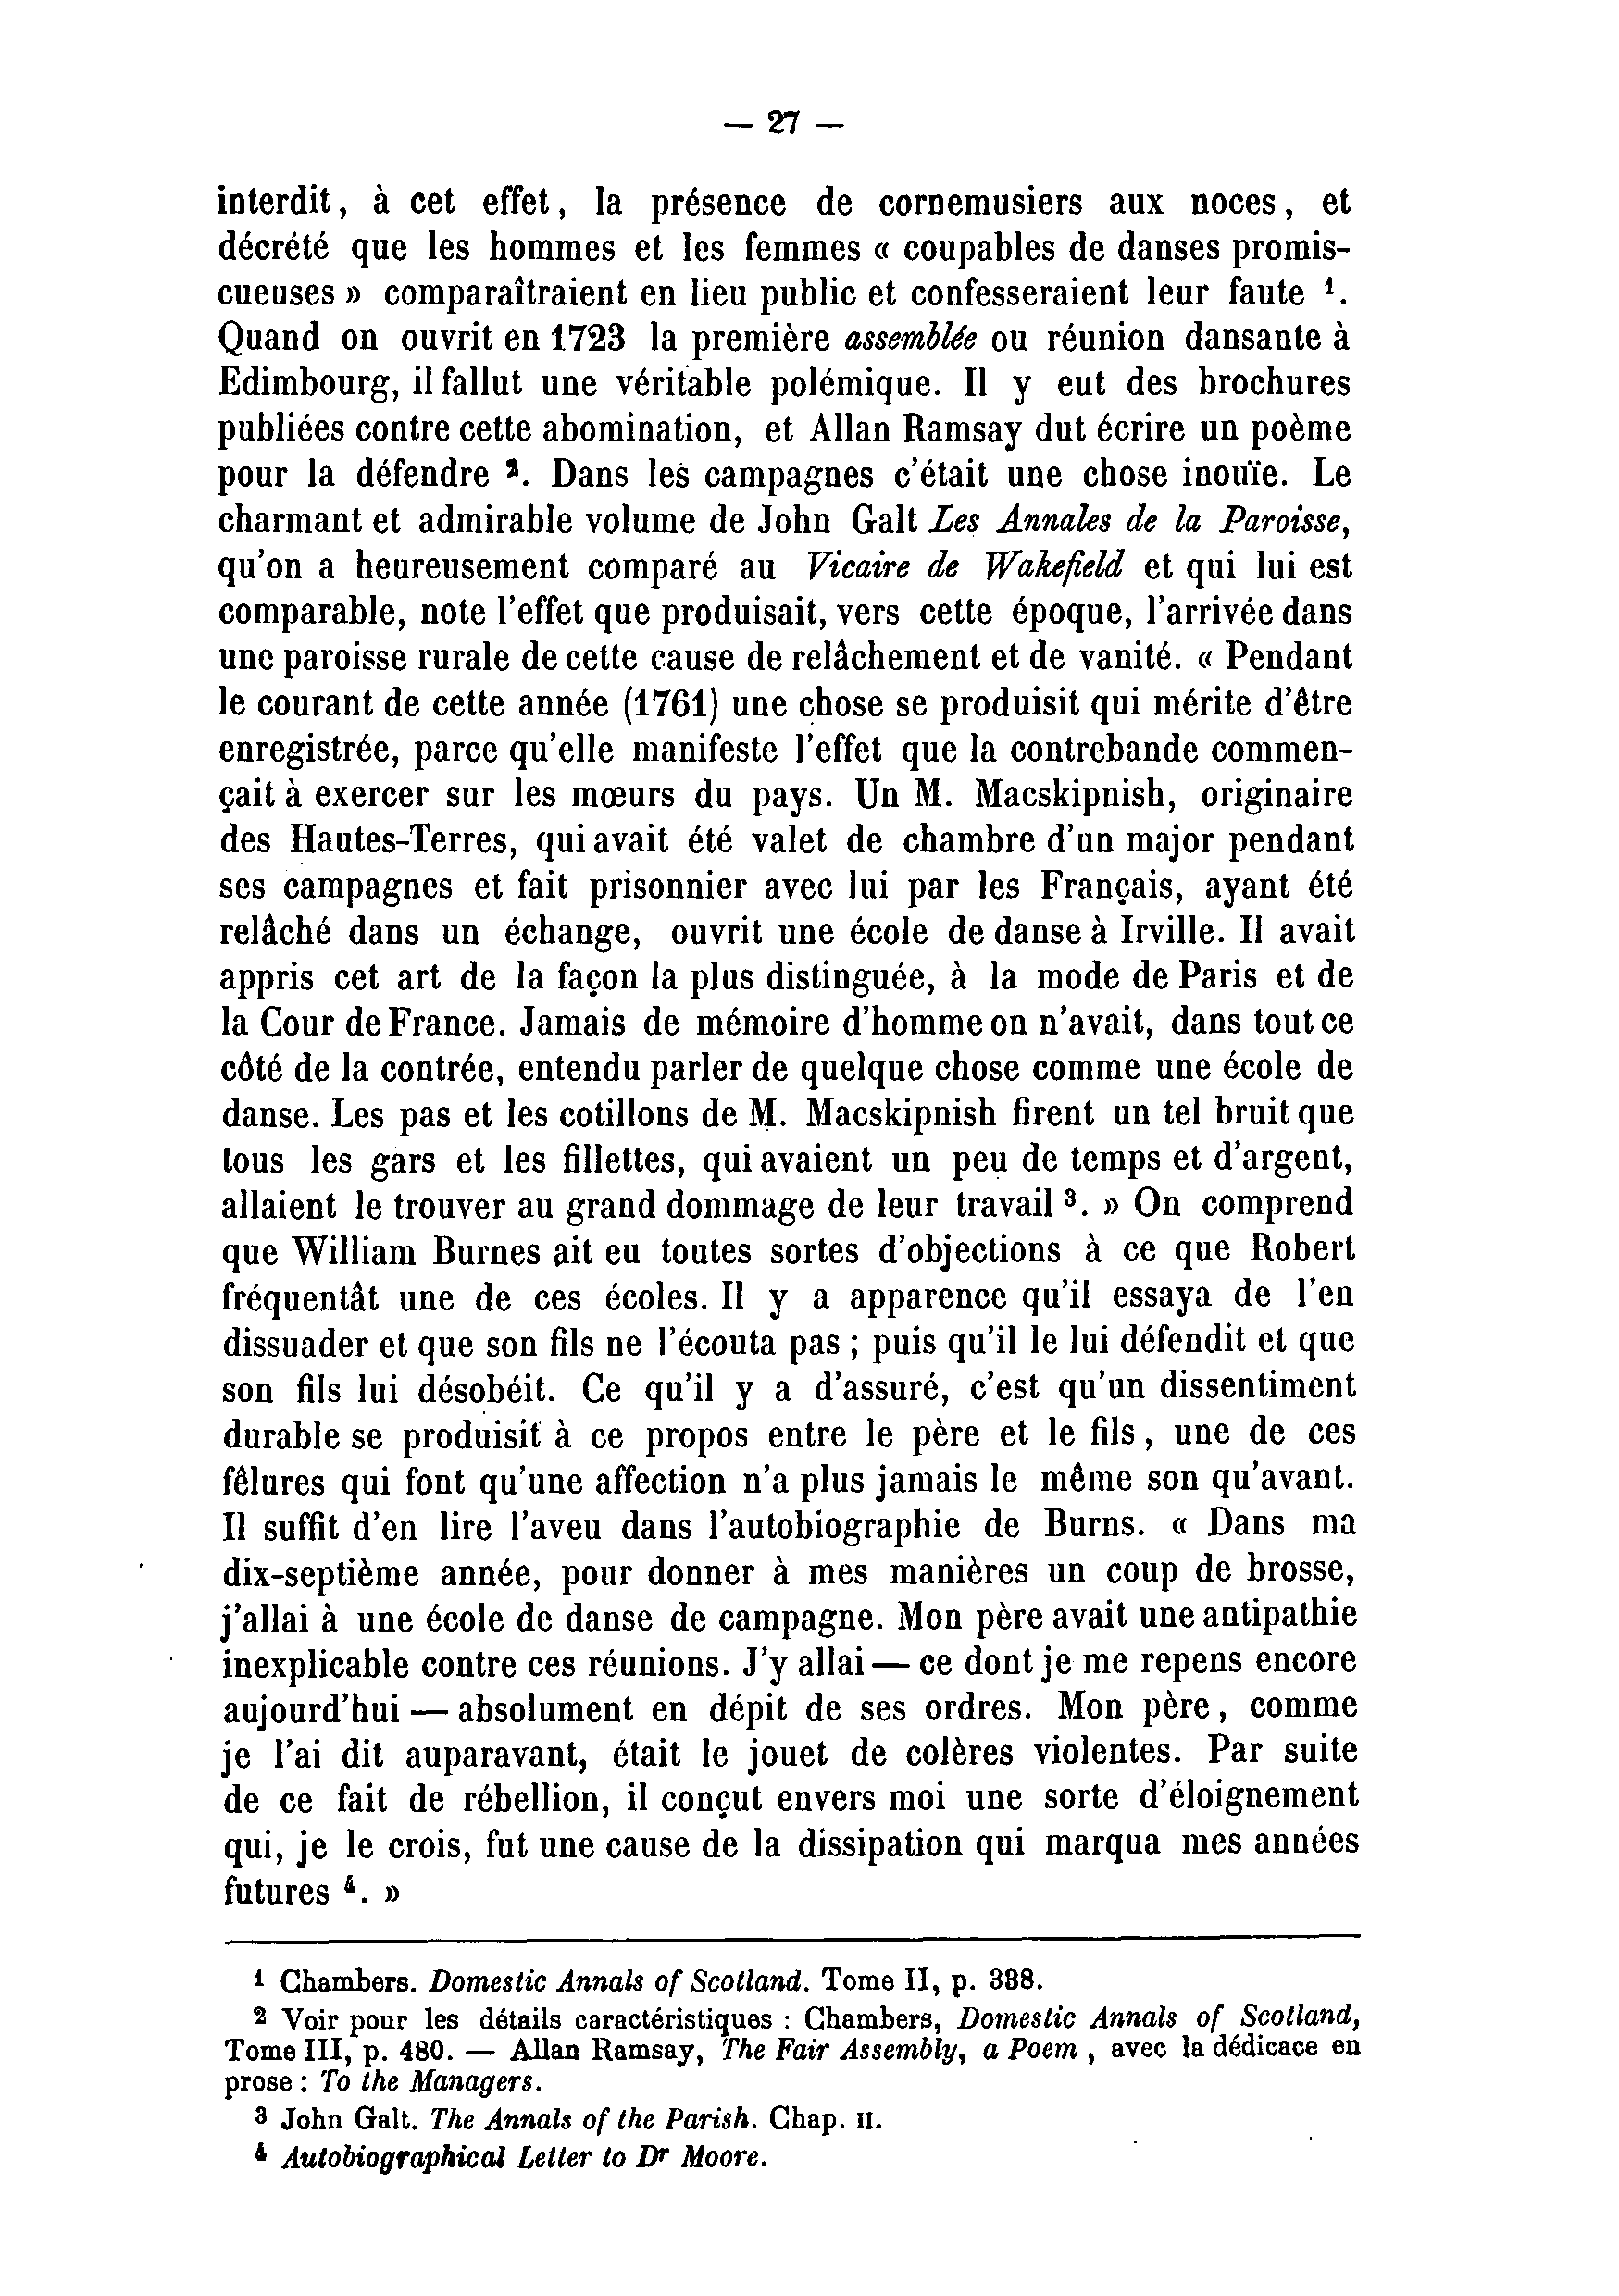 — 27 —
interdit, à cet effet, la présence de cornemusiers aux noces, et
décrété que les hommes et les femmes « coupables de danses promis-
cueuses » comparaîtraient en lieu public et confesseraient leur faute ¹.
Quand on ouvrit en 1723 la première assemblée ou réunion dansante à
Edimbourg, il fallut une véritable polémique. Il y eut des brochures
publiées contre cette abomination, et Allan Ramsay dut écrire un poème
pour la défendre ². Dans les campagnes c'était une chose inouïe. Le
charmant et admirable volume de John Galt Les Annales de la Paroisse,
qu'on a heureusement comparé au Vicaire de Wakefield et qui lui est
comparable, note l'effet que produisait, vers cette époque, l'arrivée dans
une paroisse rurale de cette cause de relâchement et de vanité. « Pendant
le courant de cette année (1761) une chose se produisit qui mérite d'être
enregistrée, parce qu'elle manifeste l'effet que la contrebande commen-
çait à exercer sur les mœurs du pays. Un M. Macskipnish, originaire
des Hautes-Terres, qui avait été valet de chambre d'un major pendant
ses campagnes et fait prisonnier avec lui par les Français, ayant été
relâché dans un échange, ouvrit une école de danse à Irville. Il avait
appris cet art de la façon la plus distinguée, à la mode de Paris et de
la Cour de France. Jamais de mémoire d'homme on n'avait, dans tout ce
côté de la contrée, entendu parler de quelque chose comme une école de
danse. Les pas et les cotillons de M. Macskipnish firent un tel bruit que
tous les gars et les fillettes, qui avaient un peu de temps et d'argent,
allaient le trouver au grand dommage de leur travail ³. » On comprend
que William Burnes ait eu toutes sortes d'objections à ce que Robert
fréquentât une de ces écoles. Il y a apparence qu'il essaya de l'en
dissuader et que son fils ne l'écouta pas ; puis qu'il le lui défendit et que
son fils lui désobéit. Ce qu'il y a d'assuré, c'est qu'un dissentiment
durable se produisit à ce propos entre le père et le fils, une de ces
fêlures qui font qu'une affection n'a plus jamais le même son qu'avant.
Il suffit d'en lire l'aveu dans l'autobiographie de Burns. « Dans ma
dix-septième année, pour donner à mes manières un coup de brosse,
j'allai à une école de danse de campagne. Mon père avait une antipathie
inexplicable contre ces réunions. J'y allai — ce dont je me repens encore
aujourd'hui — absolument en dépit de ses ordres. Mon père, comme
je l'ai dit auparavant, était le jouet de colères violentes. Par suite
de ce fait de rébellion, il conçut envers moi une sorte d'éloignement
qui, je le crois, fut une cause de la dissipation qui marqua mes années
futures ⁴. »
¹ Chambers. Domestic Annals of Scotland. Tome II, p. 388.
² Voir pour les détails caractéristiques : Chambers, Domestic Annals of Scotland,
Tome III, p. 480. — Allan Ramsay, The Fair Assembly, a Poem, avec la dédicace en
prose : To the Managers.
³ John Galt. The Annals of the Parish. Chap. II.
⁴ Autobiographical Letter to Dr Moore.